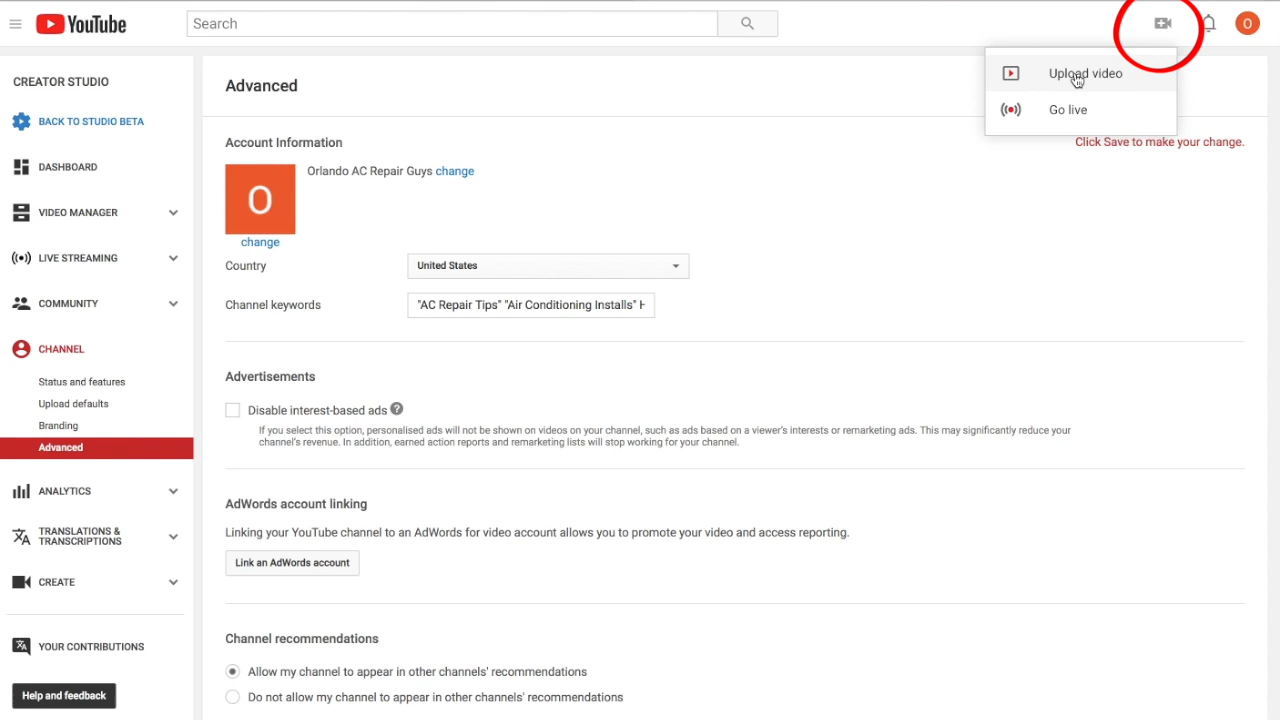 YouTube
Search
O
Upload video
Go live
CREATOR STUDIO
BACK TO STUDIO BETA
DASHBOARD
VIDEO MANAGER
LIVE STREAMING
COMMUNITY
CHANNEL
Status and features
Upload defaults
Branding
Advanced
ANALYTICS
TRANSLATIONS &
TRANSCRIPTIONS
CREATE
YOUR CONTRIBUTIONS
Help and feedback
Advanced
Click Save to make your change.
Account Information
O
Orlando AC Repair Guys change
change
Country
United States
Channel keywords
"AC Repair Tips" "Air Conditioning Installs" H
Advertisements
Disable interest-based ads ?
If you select this option, personalised ads will not be shown on videos on your channel, such as ads based on a viewer's interests or remarketing ads. This may significantly reduce your
channel's revenue. In addition, earned action reports and remarketing lists will stop working for your channel.
AdWords account linking
Linking your YouTube channel to an AdWords for video account allows you to promote your video and access reporting.
Link an AdWords account
Channel recommendations
Allow my channel to appear in other channels' recommendations
Do not allow my channel to appear in other channels' recommendations